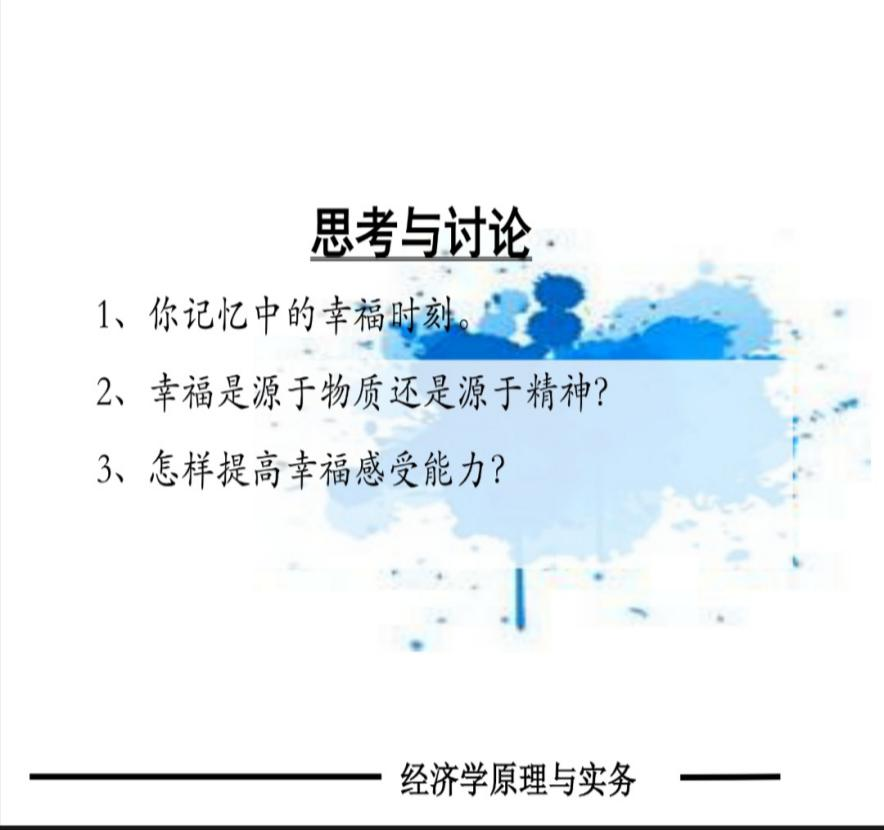 思考与讨论
1、你记忆中的幸福时刻。
2、幸福是源于物质还是源于精神?
3、怎样提高幸福感受能力?
经济学原理与实务